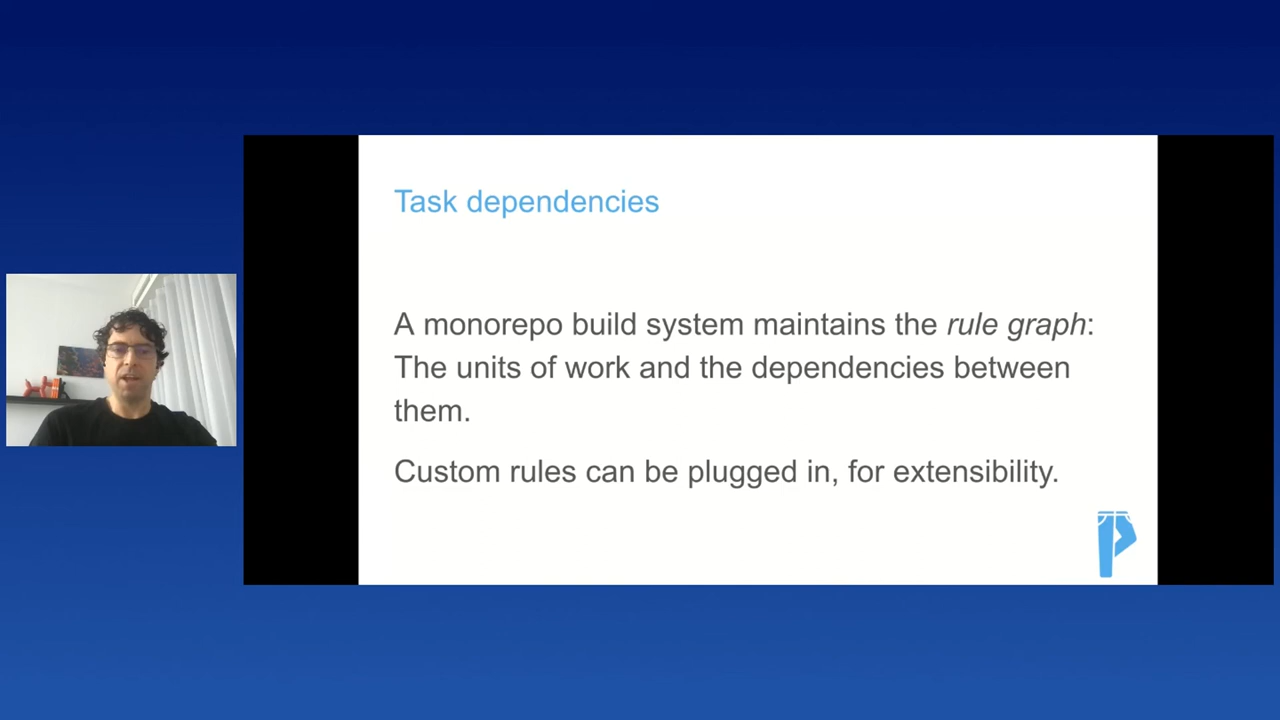 Task dependencies
A monorepo build system maintains the rule graph:
The units of work and the dependencies between
them.
Custom rules can be plugged in, for extensibility.